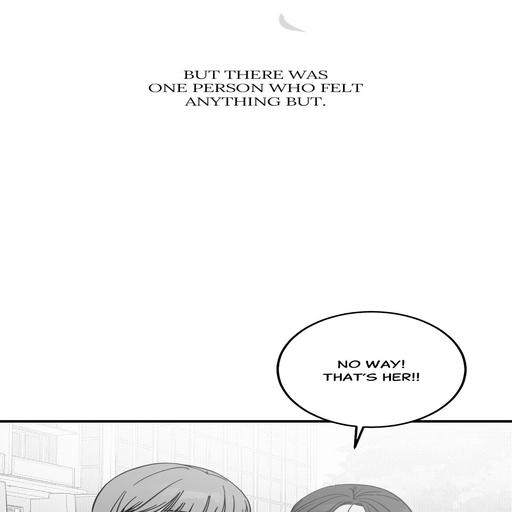 BUT THERE WAS
ONE PERSON WHO FELT
ANYTHING BUT.
NO WAY!
THAT'S HER!!